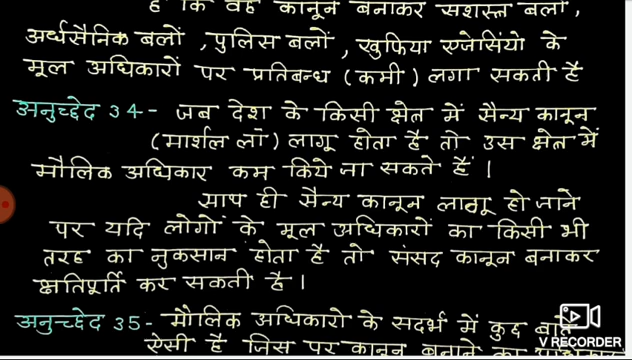 है कि वह कानून बनाकर सशस्त्र बलों,
अर्धसैनिक बलों, पुलिस बलों, खुफिया एजेंसियो के
मूल अधिकारों पर प्रतिबन्ध (कमी) लगा सकती है
अनुच्छेद 34 - जब देश के किसी क्षेत्र में सैन्य कानून
(मार्शल लॉ) लागू होता है तो उस क्षेत्र में
मौलिक अधिकार कम किये जा सकते हैं ।
साथ ही सैन्य कानून लागू हो जाने
पर यदि लोगों के मूल अधिकारों का किसी भी
तरह का नुकसान होता है तो संसद कानून बनाकर
क्षतिपूर्ति कर सकती है ।
अनुच्छेद 35 - मौलिक अधिकारो के सदर्भ में कुछ बाते
ऐसी है जिस पर कानून बनाने का
V RECORDER